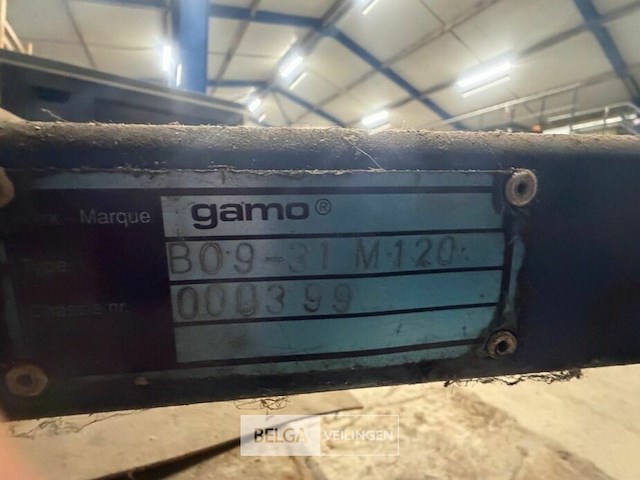 Marque gamo®
Type B09-31 M120
Chassis nr. 000399
BELGA VEILINGEN